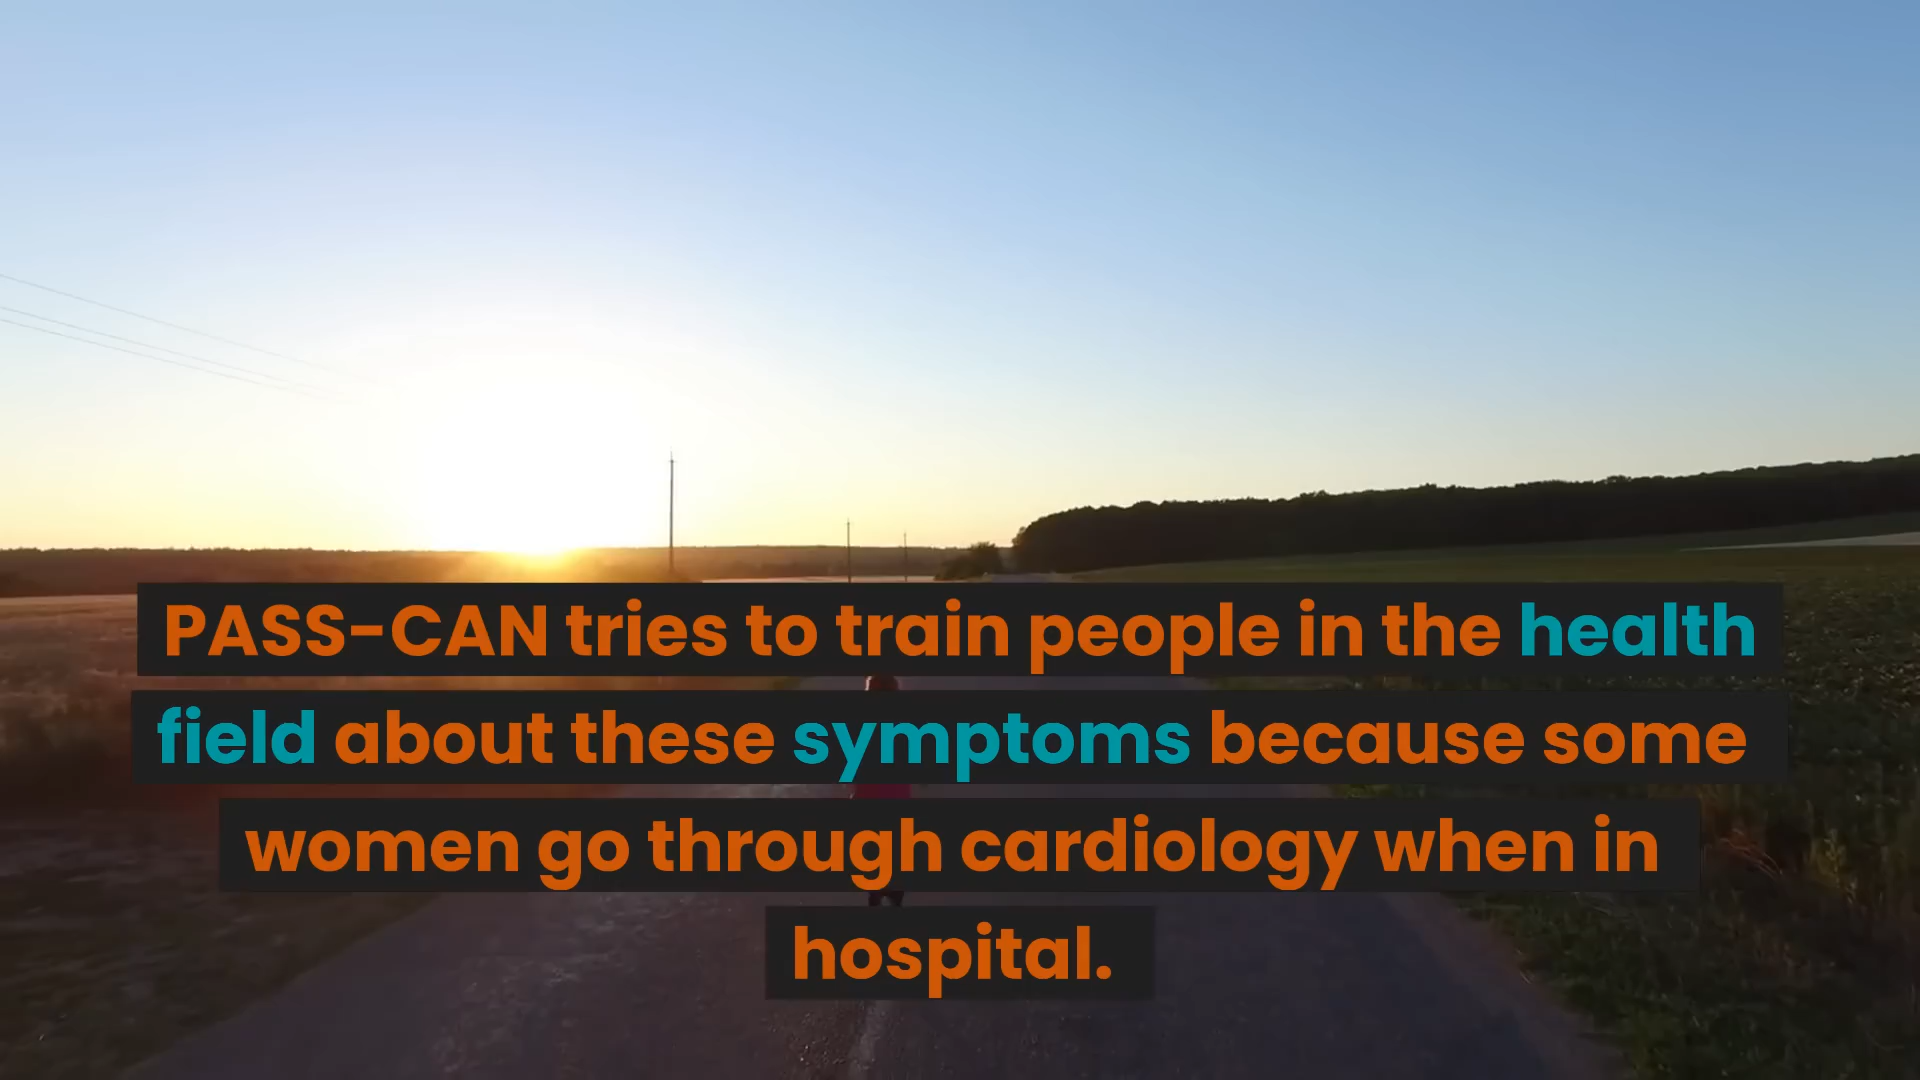 PASS-CAN tries to train people in the health
field about these symptoms because some
women go through cardiology when in
hospital.